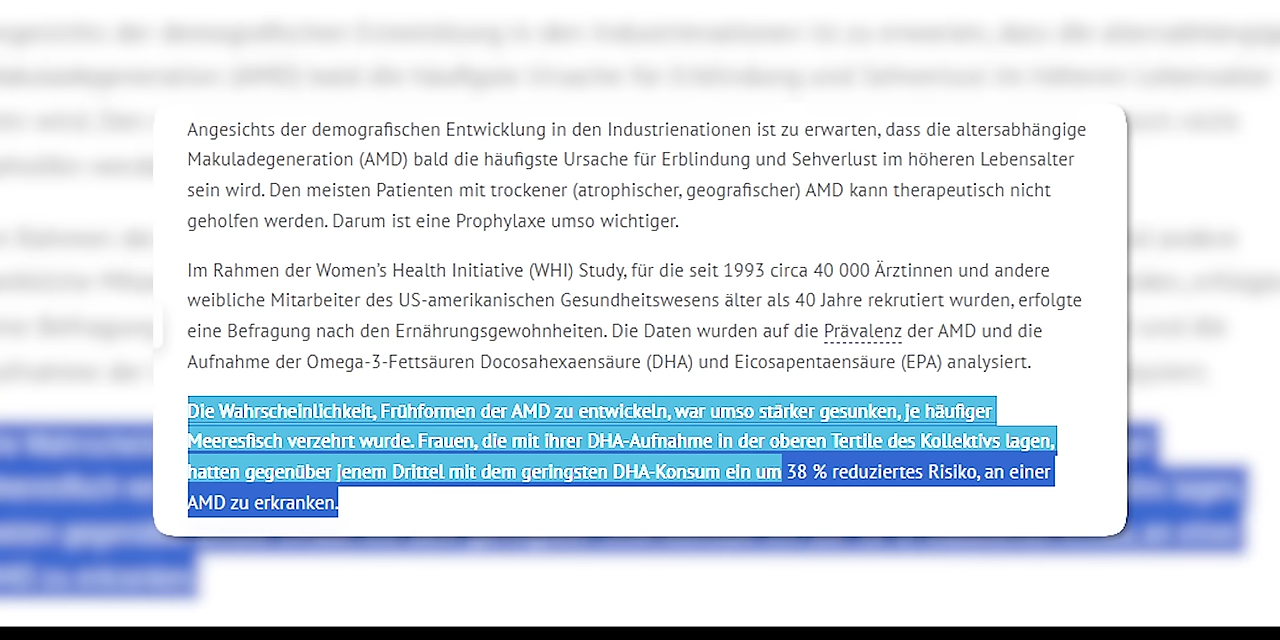 Angesichts der demografischen Entwicklung in den Industrienationen ist zu erwarten, dass die altersabhängige
Makuladegeneration (AMD) bald die häufigste Ursache für Erblindung und Sehverlust im höheren Lebensalter
sein wird. Den meisten Patienten mit trockener (atrophischer, geografischer) AMD kann therapeutisch nicht
geholfen werden. Darum ist eine Prophylaxe umso wichtiger.
Im Rahmen der Women's Health Initiative (WHI) Study, für die seit 1993 circa 40 000 Ärztinnen und andere
weibliche Mitarbeiter des US-amerikanischen Gesundheitswesens älter als 40 Jahre rekrutiert wurden, erfolgte
eine Befragung nach den Ernährungsgewohnheiten. Die Daten wurden auf die Prävalenz der AMD und die
Aufnahme der Omega-3-Fettsäuren Docosahexaensäure (DHA) und Eicosapentaensäure (EPA) analysiert.
Die Wahrscheinlichkeit, Frühformen der AMD zu entwickeln, war umso stärker gesunken, je häufiger
Meeresfisch verzehrt wurde. Frauen, die mit ihrer DHA-Aufnahme in der oberen Tertile des Kollektivs lagen,
hatten gegenüber jenem Drittel mit dem geringsten DHA-Konsum ein um 38 % reduziertes Risiko, an einer
AMD zu erkranken.